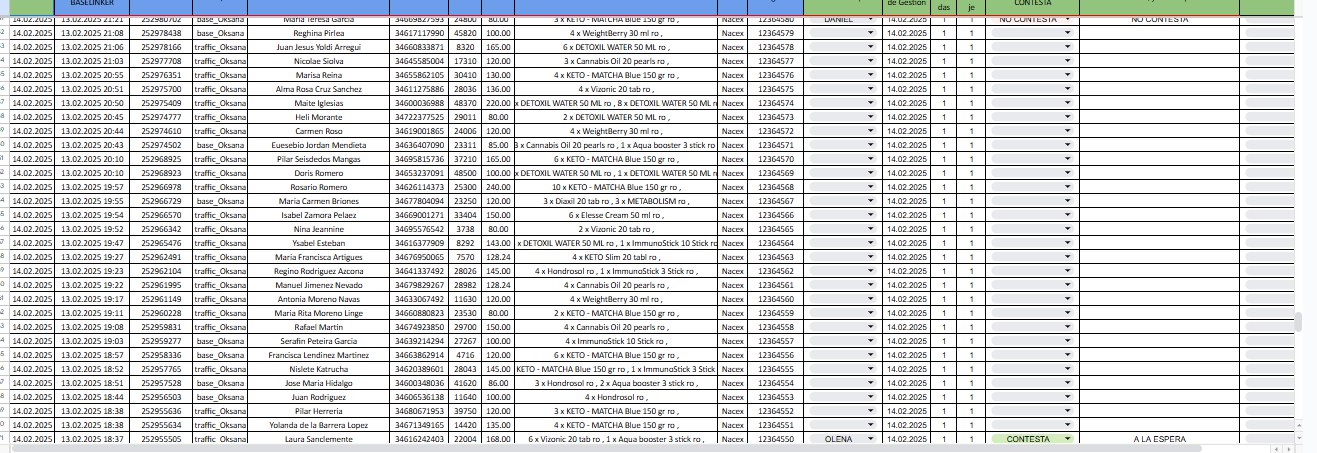 BASELINKER de Gestion das je CONTESTA
14.02.2025 13.02.2025 21:21 252980702 base_Oksana Maria Teresa Garcia 34669827593 24800 80.00 3 x KETO - MATCHA Blue 150 gr ro , Nacex 12364580 DANIEL 14.02.2025 1 1 NO CONTESTA NO CONTESTA
14.02.2025 13.02.2025 21:08 252978438 base_Oksana Reghina Pirlea 34617117990 45820 100.00 4 x WeightBerry 30 ml ro , Nacex 12364579 14.02.2025 1 1
14.02.2025 13.02.2025 21:06 252978166 traffic_Oksana Juan Jesus Yoldi Arregui 34660833871 8320 165.00 6 x DETOXIL WATER 50 ML ro , Nacex 12364578 14.02.2025 1 1
14.02.2025 13.02.2025 21:03 252977708 traffic_Oksana Nicolae Siolva 34645585004 17310 120.00 3 x Cannabis Oil 20 pearls ro , Nacex 12364577 14.02.2025 1 1
14.02.2025 13.02.2025 20:55 252976351 traffic_Oksana Marisa Reina 34655862105 30410 130.00 4 x KETO - MATCHA Blue 150 gr ro , Nacex 12364576 14.02.2025 1 1
14.02.2025 13.02.2025 20:51 252975700 traffic_Oksana Alma Rosa Cruz Sanchez 34611275886 28036 136.00 4 x Vizonic 20 tab ro , Nacex 12364575 14.02.2025 1 1
14.02.2025 13.02.2025 20:50 252975409 traffic_Oksana Maite Iglesias 34600036988 48370 220.00 x DETOXIL WATER 50 ML ro , 8 x DETOXIL WATER 50 ML n Nacex 12364574 14.02.2025 1 1
14.02.2025 13.02.2025 20:45 252974777 traffic_Oksana Heli Morante 34722377525 29011 80.00 2 x DETOXIL WATER 50 ML ro , Nacex 12364573 14.02.2025 1 1
14.02.2025 13.02.2025 20:44 252974610 traffic_Oksana Carmen Roso 34619001865 24006 120.00 4 x WeightBerry 30 ml ro , Nacex 12364572 14.02.2025 1 1
14.02.2025 13.02.2025 20:43 252974502 traffic_Oksana Euesebio Jordan Mendieta 34636407090 23311 85.00 3 x Cannabis Oil 20 pearls ro , 1 x Aqua booster 3 stick ro Nacex 12364571 14.02.2025 1 1
14.02.2025 13.02.2025 20:10 252968925 traffic_Oksana Pilar Seisdedos Mangas 34695815736 37210 165.00 6 x KETO - MATCHA Blue 150 gr ro , Nacex 12364570 14.02.2025 1 1
14.02.2025 13.02.2025 20:10 252968923 traffic_Oksana Doris Romero 34653237091 48500 100.00 x DETOXIL WATER 50 ML ro , 1 x DETOXIL WATER 50 ML n Nacex 12364569 14.02.2025 1 1
14.02.2025 13.02.2025 19:57 252966978 traffic_Oksana Rosario Romero 34626114373 25300 240.00 10 x KETO - MATCHA Blue 150 gr ro , Nacex 12364568 14.02.2025 1 1
14.02.2025 13.02.2025 19:55 252966729 traffic_Oksana Maria Carmen Briones 34677804094 23250 120.00 3 x Diaxil 20 tab ro , 3 x METABOLISM ro , Nacex 12364567 14.02.2025 1 1
14.02.2025 13.02.2025 19:54 252966570 traffic_Oksana Isabel Zamora Pelaez 34669001271 33404 150.00 6 x Elesse Cream 50 ml ro , Nacex 12364566 14.02.2025 1 1
14.02.2025 13.02.2025 19:52 252966342 traffic_Oksana Nina Jeannine 34695576542 3738 80.00 2 x Vizonic 20 tab ro , Nacex 12364565 14.02.2025 1 1
14.02.2025 13.02.2025 19:47 252965476 traffic_Oksana Ysabel Esteban 34616377909 8292 143.00 x DETOXIL WATER 50 ML ro , 1 x ImmunoStick 10 Stick ro Nacex 12364564 14.02.2025 1 1
14.02.2025 13.02.2025 19:27 252962491 traffic_Oksana Maria Francisca Artigues 34676950065 7570 128.24 4 x KETO Slim 20 tabl ro , Nacex 12364563 14.02.2025 1 1
14.02.2025 13.02.2025 19:23 252962104 traffic_Oksana Regino Rodriguez Azcona 34641337492 28026 145.00 4 x Hondrosol ro , 1 x ImmunoStick 3 Stick ro , Nacex 12364562 14.02.2025 1 1
14.02.2025 13.02.2025 19:22 252961995 traffic_Oksana Manuel Jimenez Nevado 34679829267 28982 128.24 4 x Cannabis Oil 20 pearls ro , Nacex 12364561 14.02.2025 1 1
14.02.2025 13.02.2025 19:17 252961149 traffic_Oksana Antonia Moreno Navas 34633067492 11630 120.00 4 x WeightBerry 30 ml ro , Nacex 12364560 14.02.2025 1 1
14.02.2025 13.02.2025 19:11 252960228 traffic_Oksana Maria Rita Moreno Linge 34660880823 23530 80.00 2 x KETO - MATCHA Blue 150 gr ro , Nacex 12364559 14.02.2025 1 1
14.02.2025 13.02.2025 19:08 252959831 traffic_Oksana Rafael Martin 34674923850 29700 150.00 4 x Cannabis Oil 20 pearls ro , Nacex 12364558 14.02.2025 1 1
14.02.2025 13.02.2025 19:03 252959277 base_Oksana Serafin Peteira Garcia 34639214294 27267 100.00 4 x ImmunoStick 10 Stick ro , Nacex 12364557 14.02.2025 1 1
14.02.2025 13.02.2025 18:57 252958336 base_Oksana Francisca Lendinez Martinez 34663862914 4716 120.00 6 x KETO - MATCHA Blue 150 gr ro , Nacex 12364556 14.02.2025 1 1
14.02.2025 13.02.2025 18:52 252957765 traffic_Oksana Nislete Katrucha 34620389601 28043 145.00 KETO - MATCHA Blue 150 gr ro , 1 x ImmunoStick 3 Stick Nacex 12364555 14.02.2025 1 1
14.02.2025 13.02.2025 18:51 252957528 base_Oksana Jose Maria Hidalgo 34600348036 41620 86.00 3 x Hondrosol ro , 2 x Aqua booster 3 stick ro , Nacex 12364554 14.02.2025 1 1
14.02.2025 13.02.2025 18:44 252956503 base_Oksana Juan Rodriguez 34606536138 11640 100.00 4 x Hondrosol ro , Nacex 12364553 14.02.2025 1 1
14.02.2025 13.02.2025 18:38 252955636 traffic_Oksana Pilar Herreria 34680671953 39750 120.00 3 x KETO - MATCHA Blue 150 gr ro , Nacex 12364552 14.02.2025 1 1
14.02.2025 13.02.2025 18:38 252955634 traffic_Oksana Yolanda de la Barrera Lopez 34671349165 14420 135.00 4 x KETO - MATCHA Blue 150 gr ro , Nacex 12364551 14.02.2025 1 1
14.02.2025 13.02.2025 18:37 252955505 traffic_Oksana Laura Sanclemente 34616242403 22004 168.00 6 x Vizonic 20 tab ro , 1 x Aqua booster 3 stick ro , Nacex 12364550 OLENA 14.02.2025 1 1 CONTESTA A LA ESPERA